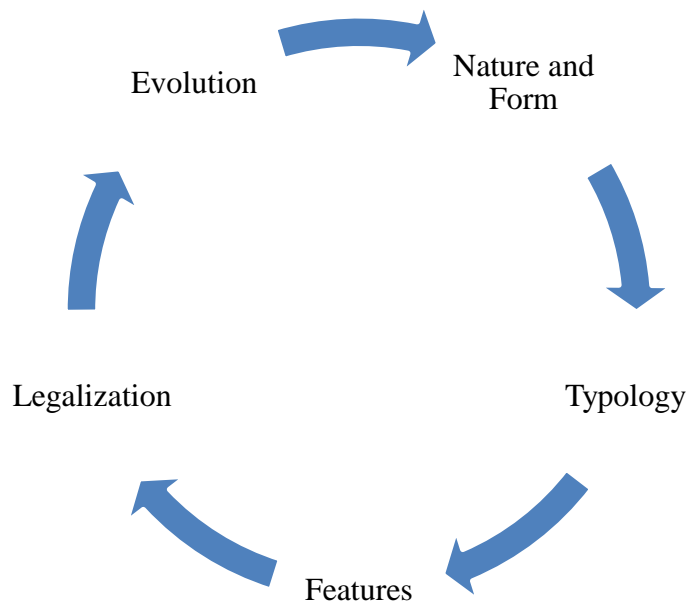 Evolution
Nature and
Form
Typology
Features
Legalization